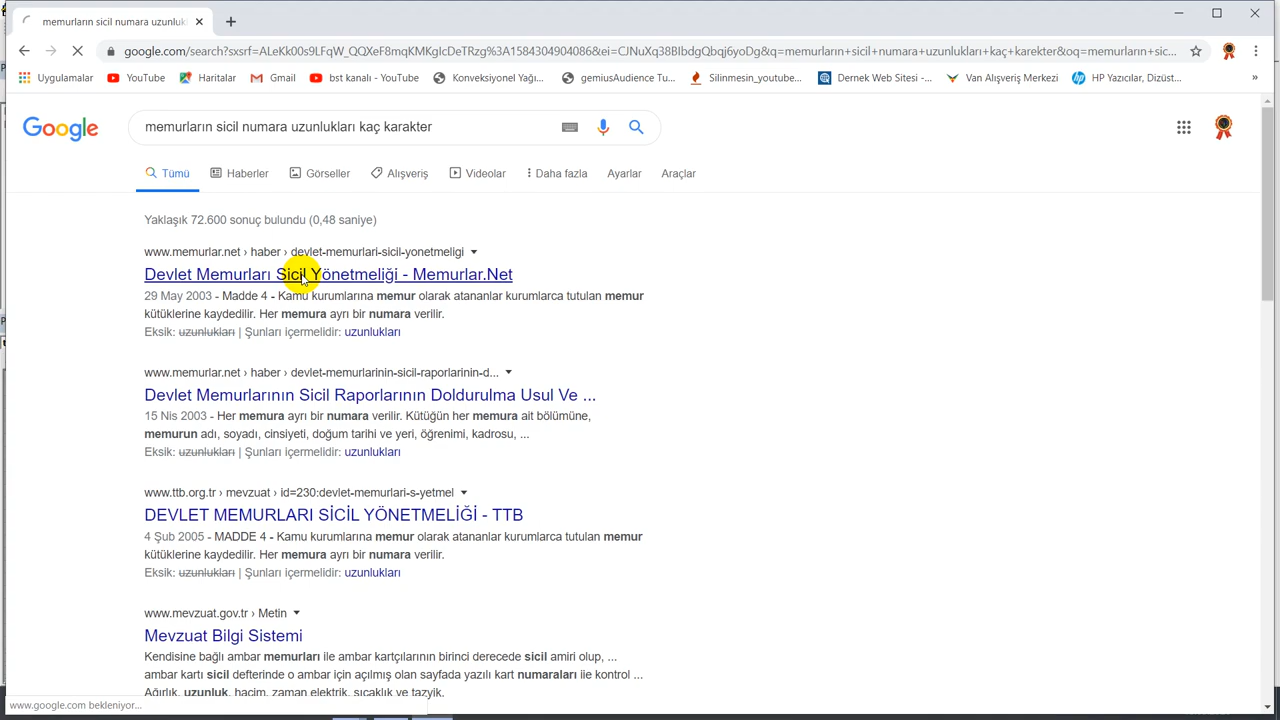 memurların sicil numara uzunluk
google.com/search?sxsrf=ALeKk00s9LFqW_QQXeF8mqKMKgIcDeTRzg%3A1584304904086&ei=CJNuXq38BIbdgQbqj6yoDg&q=memurların+sicil+numara+uzunlukları+kaç+karekter&oq=memurların+sic...
Uygulamalar YouTube Haritalar Gmail bst kanalı - YouTube Konveksiyonel Yağı... gemiusAudience Tu... Silinmesin_youtube... Dernek Web Sitesi -... Van Alışveriş Merkezi HP Yazıcılar, Dizüst... »
Google memurların sicil numara uzunlukları kaç karakter
Tümü Haberler Görseller Alışveriş Videolar Daha fazla Ayarlar Araçlar
Yaklaşık 72.600 sonuç bulundu (0,48 saniye)
www.memurlar.net › haber › devlet-memurlari-sicil-yonetmeligi
Devlet Memurları Sicil Yönetmeliği - Memurlar.Net
29 May 2003 - Madde 4 - Kamu kurumlarına memur olarak atananlar kurumlarca tutulan memur
kütüklerine kaydedilir. Her memura ayrı bir numara verilir.
Eksik: uzunlukları | Şunları içermelidir: uzunlukları
www.memurlar.net › haber › devlet-memurlarinin-sicil-raporlarinin-d...
Devlet Memurlarının Sicil Raporlarının Doldurulma Usul Ve ...
15 Nis 2003 - Her memura ayrı bir numara verilir. Kütüğün her memura ait bölümüne,
memurun adı, soyadı, cinsiyeti, doğum tarihi ve yeri, öğrenimi, kadrosu, ...
Eksik: uzunlukları | Şunları içermelidir: uzunlukları
www.ttb.org.tr › mevzuat › id=230:devlet-memurlari-s-yetmel
DEVLET MEMURLARI SİCİL YÖNETMELİĞİ - TTB
4 Şub 2005 - MADDE 4 - Kamu kurumlarına memur olarak atananlar kurumlarca tutulan memur
kütüklerine kaydedilir. Her memura ayrı bir numara verilir.
Eksik: uzunlukları | Şunları içermelidir: uzunlukları
www.mevzuat.gov.tr › Metin
Mevzuat Bilgi Sistemi
Kendisine bağlı ambar memurları ile ambar kartçılarının birinci derecede sicil amiri olup, ...
ambar kartı sicil defterinde o ambar için açılmış olan sayfada yazılı kart numaraları iie kontrol ...
Ağırlık, uzunluk, hacim, zaman elektrik, sıcaklık ve tazyik.
www.google.com bekleniyor...